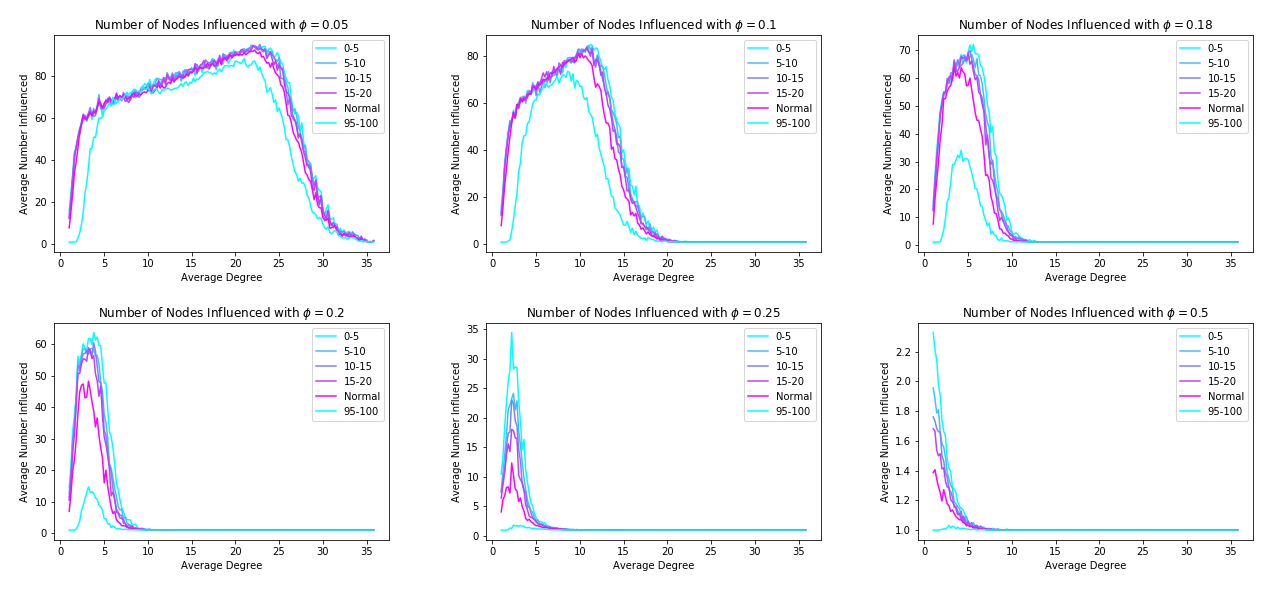 Number of Nodes Influenced with ϕ = 0.05
Average Number Influenced
80
60
40
20
0
0 5 10 15 20 25 30 35
Average Degree
0-5
5-10
10-15
15-20
Normal
95-100
Number of Nodes Influenced with ϕ = 0.1
Average Number Influenced
80
60
40
20
0
0 5 10 15 20 25 30 35
Average Degree
0-5
5-10
10-15
15-20
Normal
95-100
Number of Nodes Influenced with ϕ = 0.18
Average Number Influenced
70
60
50
40
30
20
10
0
0 5 10 15 20 25 30 35
Average Degree
0-5
5-10
10-15
15-20
Normal
95-100
Number of Nodes Influenced with ϕ = 0.2
Average Number Influenced
60
50
40
30
20
10
0
0 5 10 15 20 25 30 35
Average Degree
0-5
5-10
10-15
15-20
Normal
95-100
Number of Nodes Influenced with ϕ = 0.25
Average Number Influenced
35
30
25
20
15
10
5
0
0 5 10 15 20 25 30 35
Average Degree
0-5
5-10
10-15
15-20
Normal
95-100
Number of Nodes Influenced with ϕ = 0.5
Average Number Influenced
2.2
2.0
1.8
1.6
1.4
1.2
1.0
0 5 10 15 20 25 30 35
Average Degree
0-5
5-10
10-15
15-20
Normal
95-100